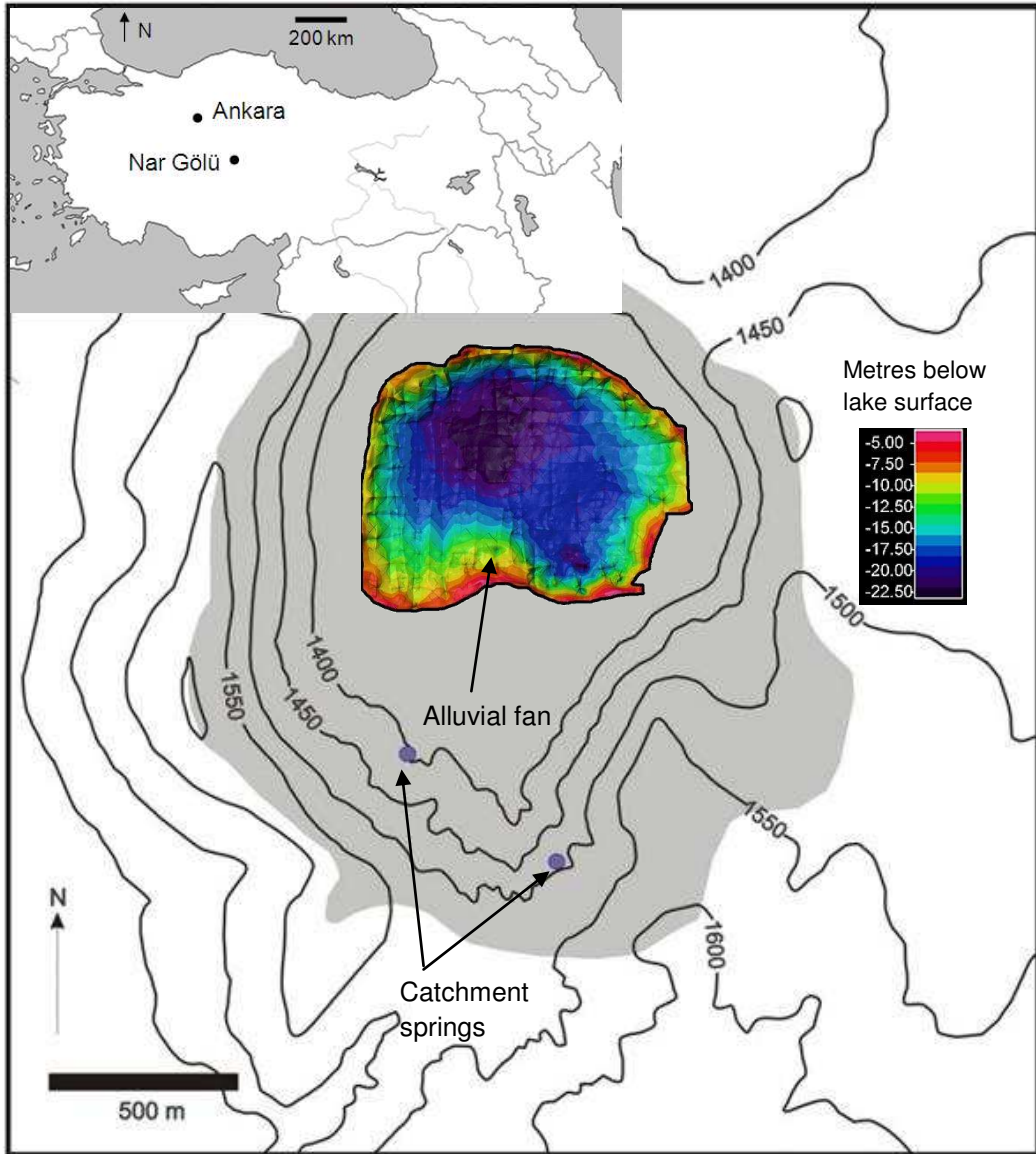 N
200 km
Ankara
Nar Gölü
1400
1450
Metres below
lake surface
-5.00
-7.50
-10.00
-12.50
-15.00
-17.50
-20.00
-22.50
1500
1400
1550
1450
Alluvial fan
1550
1600
N
Catchment
springs
500 m